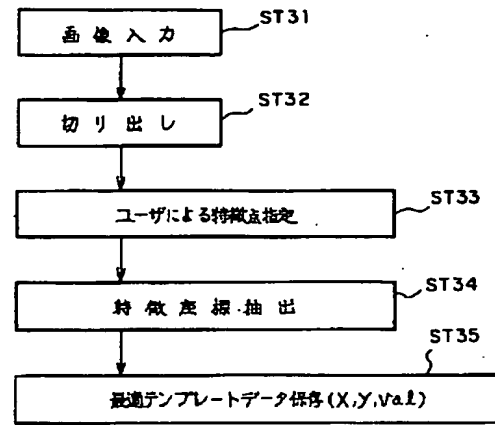 ST31
画像入力
ST32
切り出し
ST33
ユーザによる特徴点指定
ST34
特徴座標抽出
ST35
最適テンプレートデータ保存(X,Y,Val)